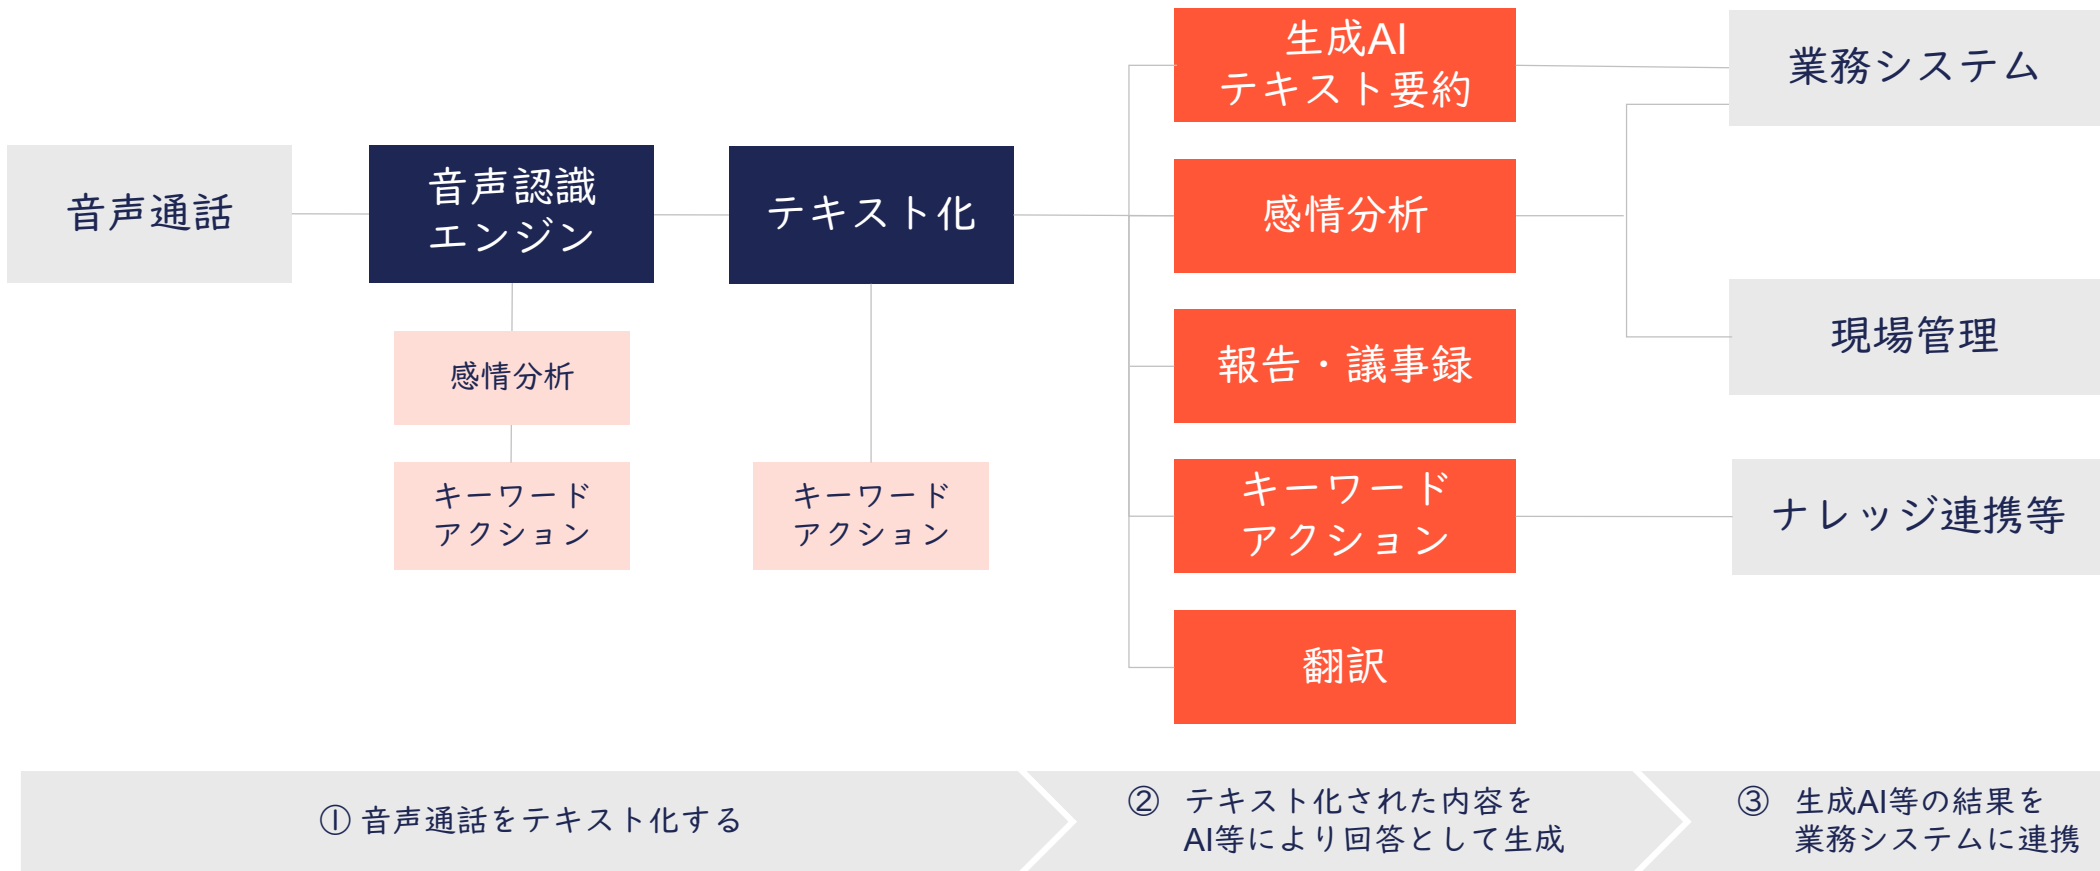 音声通話
音声認識
エンジン
感情分析
キーワード
アクション
テキスト化
キーワード
アクション
生成AI
テキスト要約
感情分析
報告・議事録
キーワード
アクション
翻訳
業務システム
現場管理
ナレッジ連携等
① 音声通話をテキスト化する
② テキスト化された内容を
AI等により回答として生成
③ 生成AI等の結果を
業務システムに連携